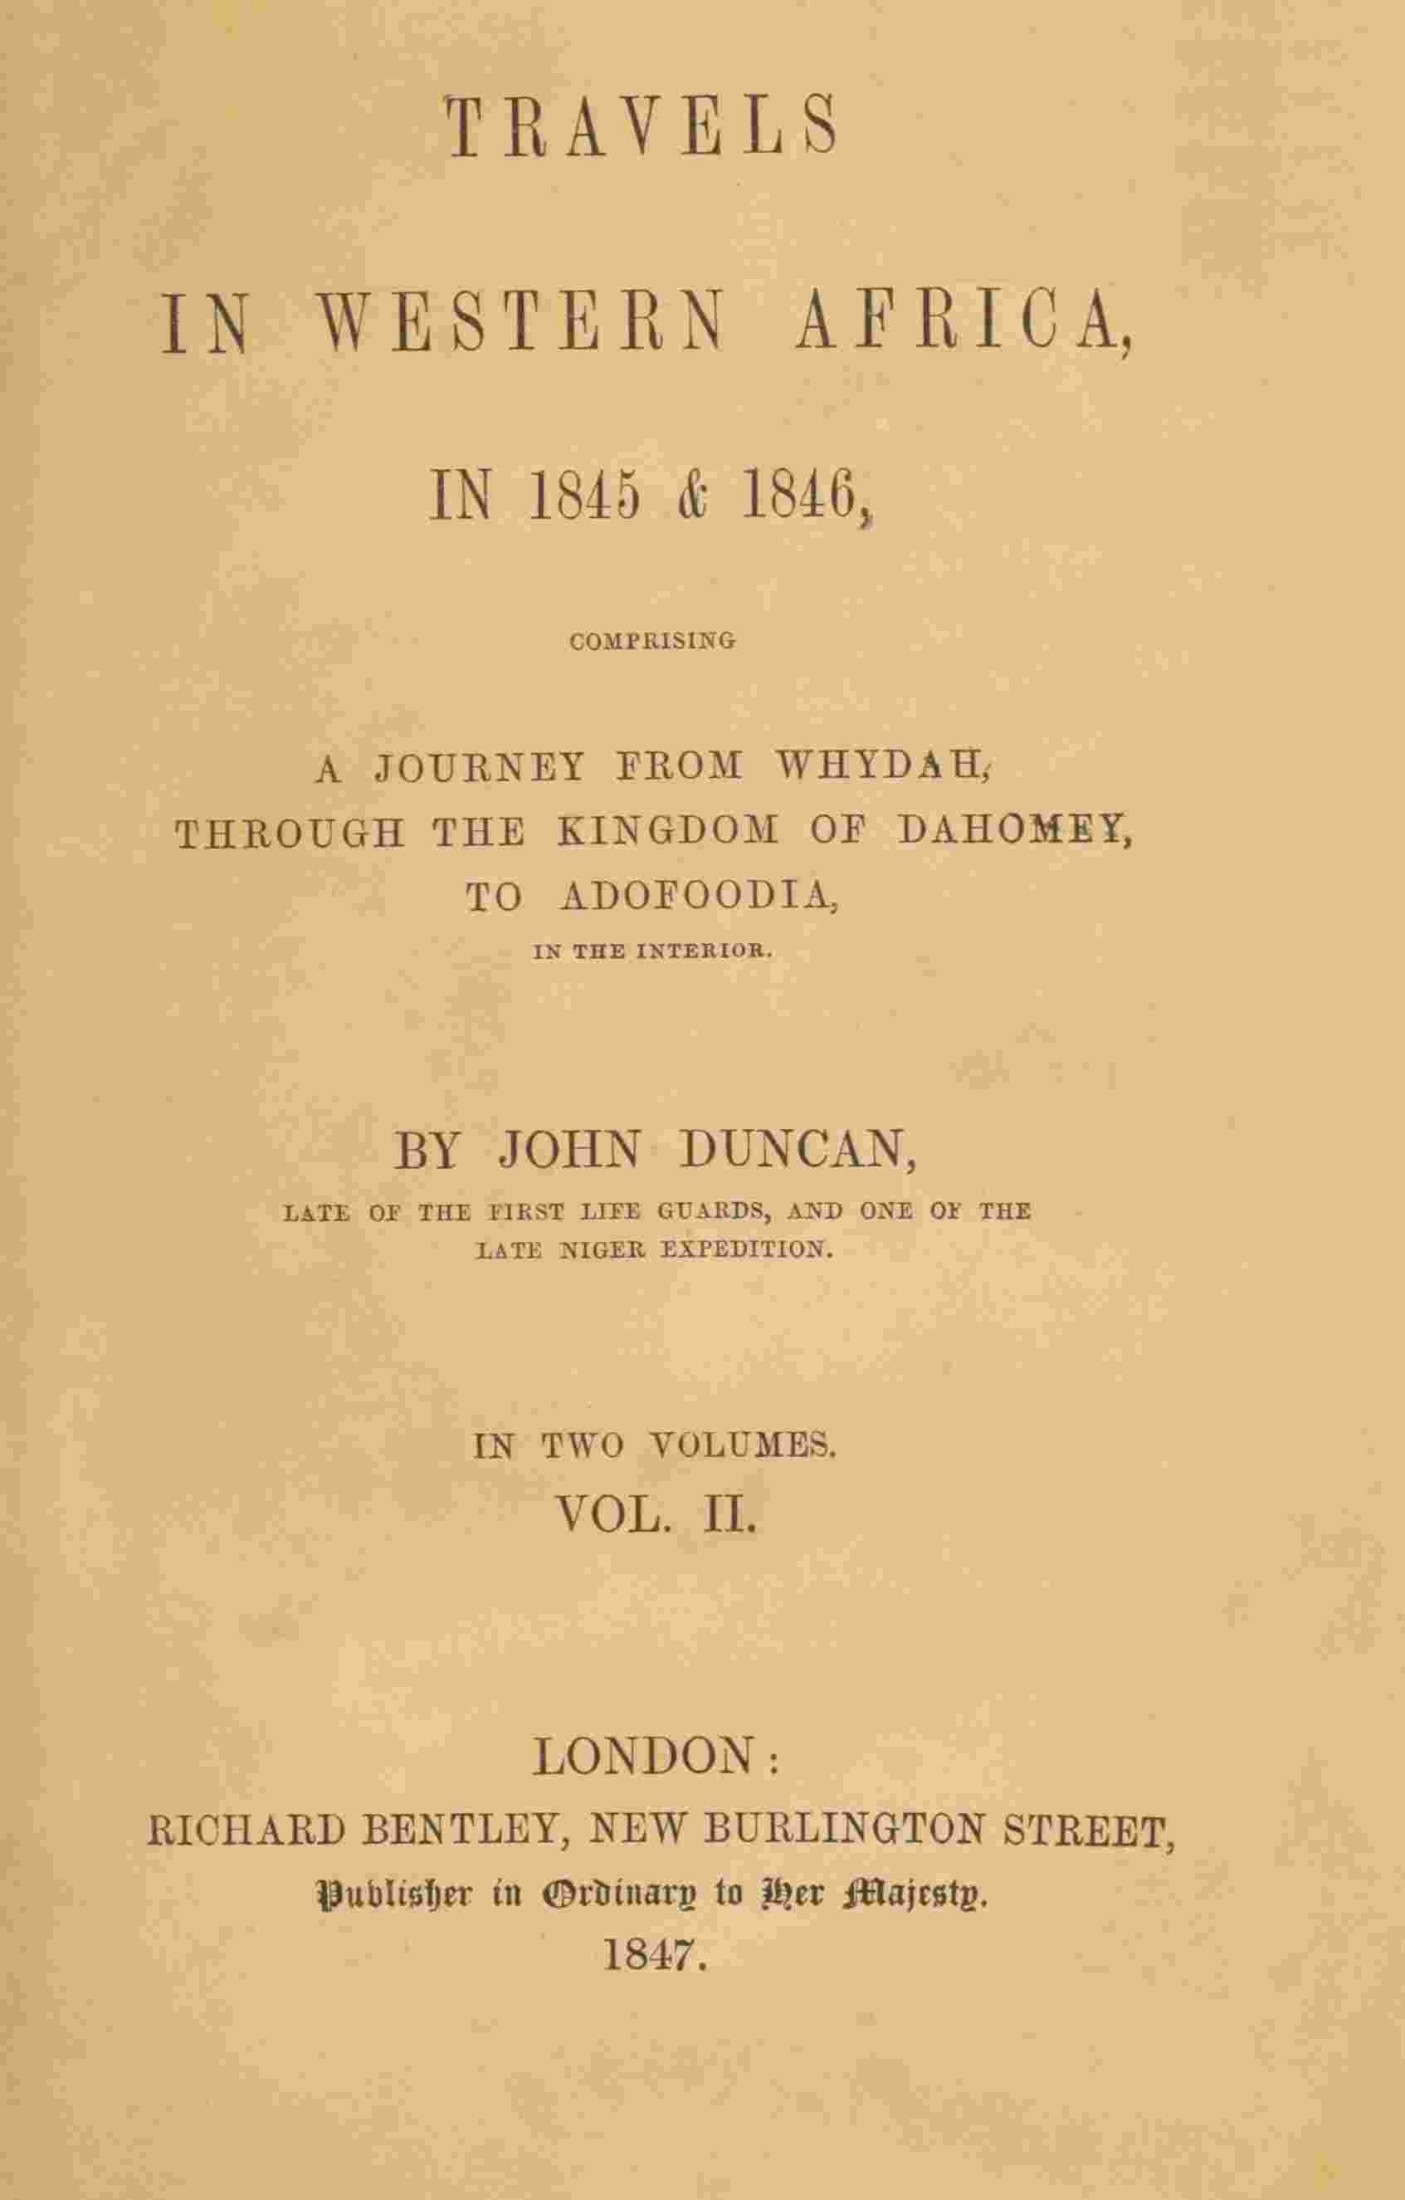 TRAVELS
IN WESTERN AFRICA,
IN 1845 & 1846,
COMPRISING
A JOURNEY FROM WHYDAH,
THROUGH THE KINGDOM OF DAHOMEY,
TO ADOFOODIA,
IN THE INTERIOR.
BY JOHN DUNCAN,
LATE OF THE FIRST LIFE GUARDS, AND ONE OF THE
LATE NIGER EXPEDITION.
IN TWO VOLUMES.
VOL. II.
LONDON:
RICHARD BENTLEY, NEW BURLINGTON STREET,
Publisher in Ordinary to Her Majesty.
1847.